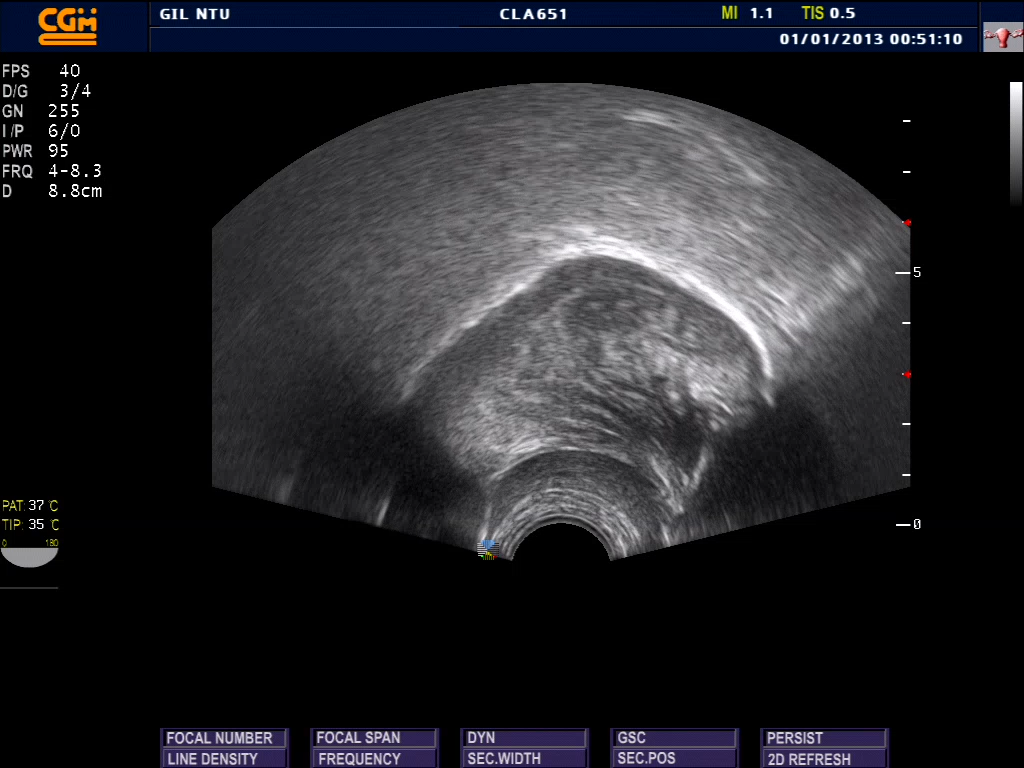 CGM
GIL NTU
CLA651
MI 1.1
TIS 0.5
01/01/2013 00:51:10
FPS 40
D/G 3/4
GN 255
I/P 6/0
PWR 95
FRQ 4-8.3
D 8.8cm
5
0
PAT: 37 °C
TIP: 35 °C
0 180
FOCAL NUMBER
LINE DENSITY
FOCAL SPAN
FREQUENCY
DYN
SEC.WIDTH
GSC
SEC.POS
PERSIST
2D REFRESH